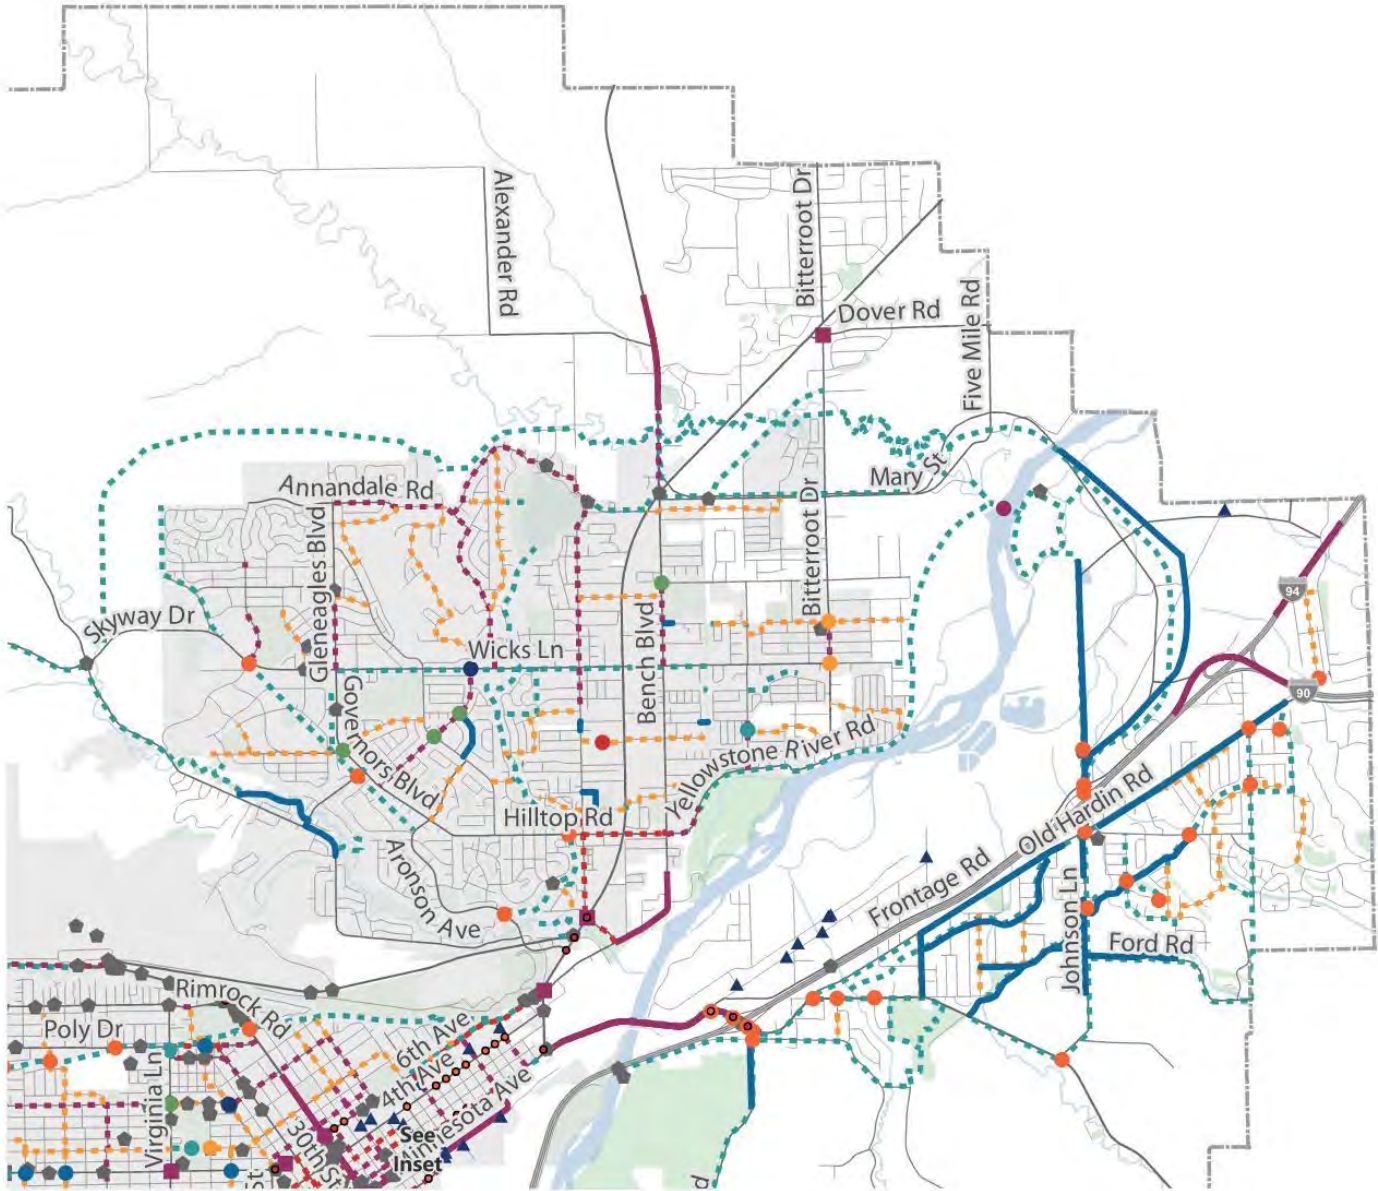 Alexander Rd
Bitterroot Dr
Dover Rd
Five Mile Rd
Annandale Rd
Mary St
Gleneagles Blvd
Bitterroot Dr
94
Skyway Dr
Wicks Ln
Bench Blvd
90
Governors Blvd
Yellowstone River Rd
Hilltop Rd
Old Hardin Rd
Aronson Ave
Frontage Rd
Johnson Ln
Ford Rd
Rimrock Rd
Poly Dr
6th Ave
4th Ave
Virginia Ln
Minnesota Ave
30th St
See
Inset
St
d